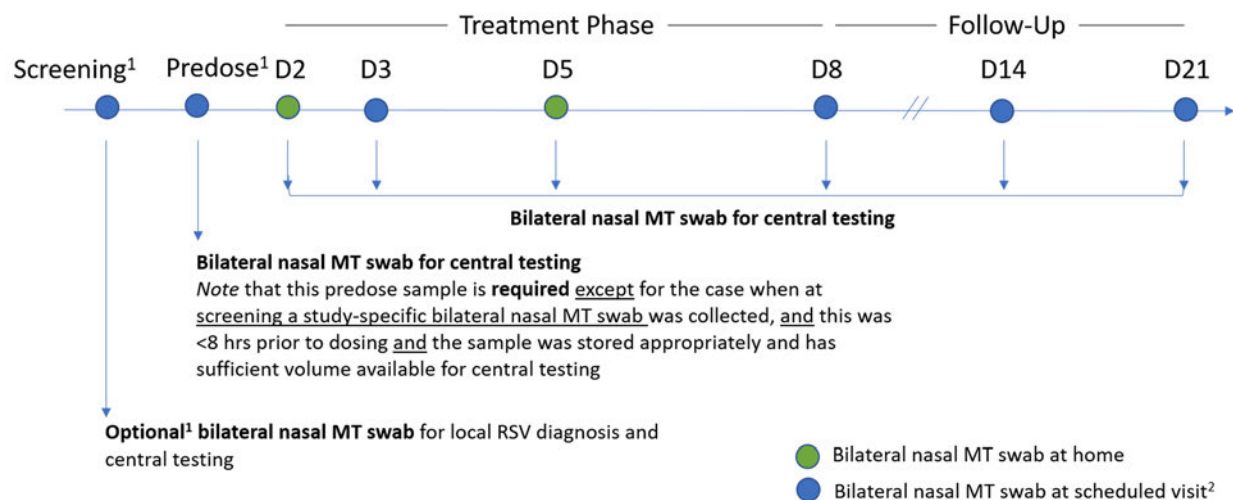 Treatment Phase Follow-Up
Screening¹ Predose¹ D2 D3 D5 D8 D14 D21
Bilateral nasal MT swab for central testing
Bilateral nasal MT swab for central testing
Note that this predose sample is required except for the case when at
screening a study-specific bilateral nasal MT swab was collected, and this was
<8 hrs prior to dosing and the sample was stored appropriately and has
sufficient volume available for central testing
Optional¹ bilateral nasal MT swab for local RSV diagnosis and
central testing
Bilateral nasal MT swab at home
Bilateral nasal MT swab at scheduled visit²